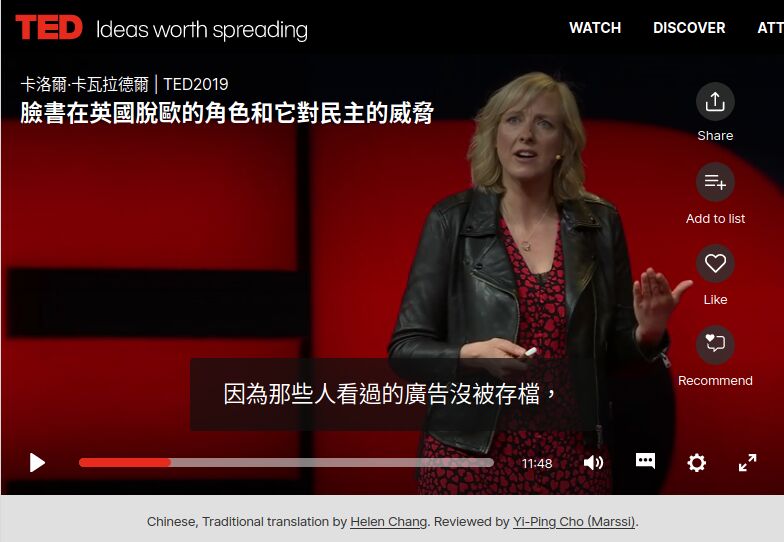 TED Ideas worth spreading
WATCH DISCOVER ATT
卡洛爾·卡瓦拉德爾 | TED2019
臉書在英國脫歐的角色和它對民主的威脅
Share
Add to list
Like
Recommend
因為那些人看過的廣告沒被存檔，
11:48
Chinese, Traditional translation by Helen Chang. Reviewed by Yi-Ping Cho (Marssi).